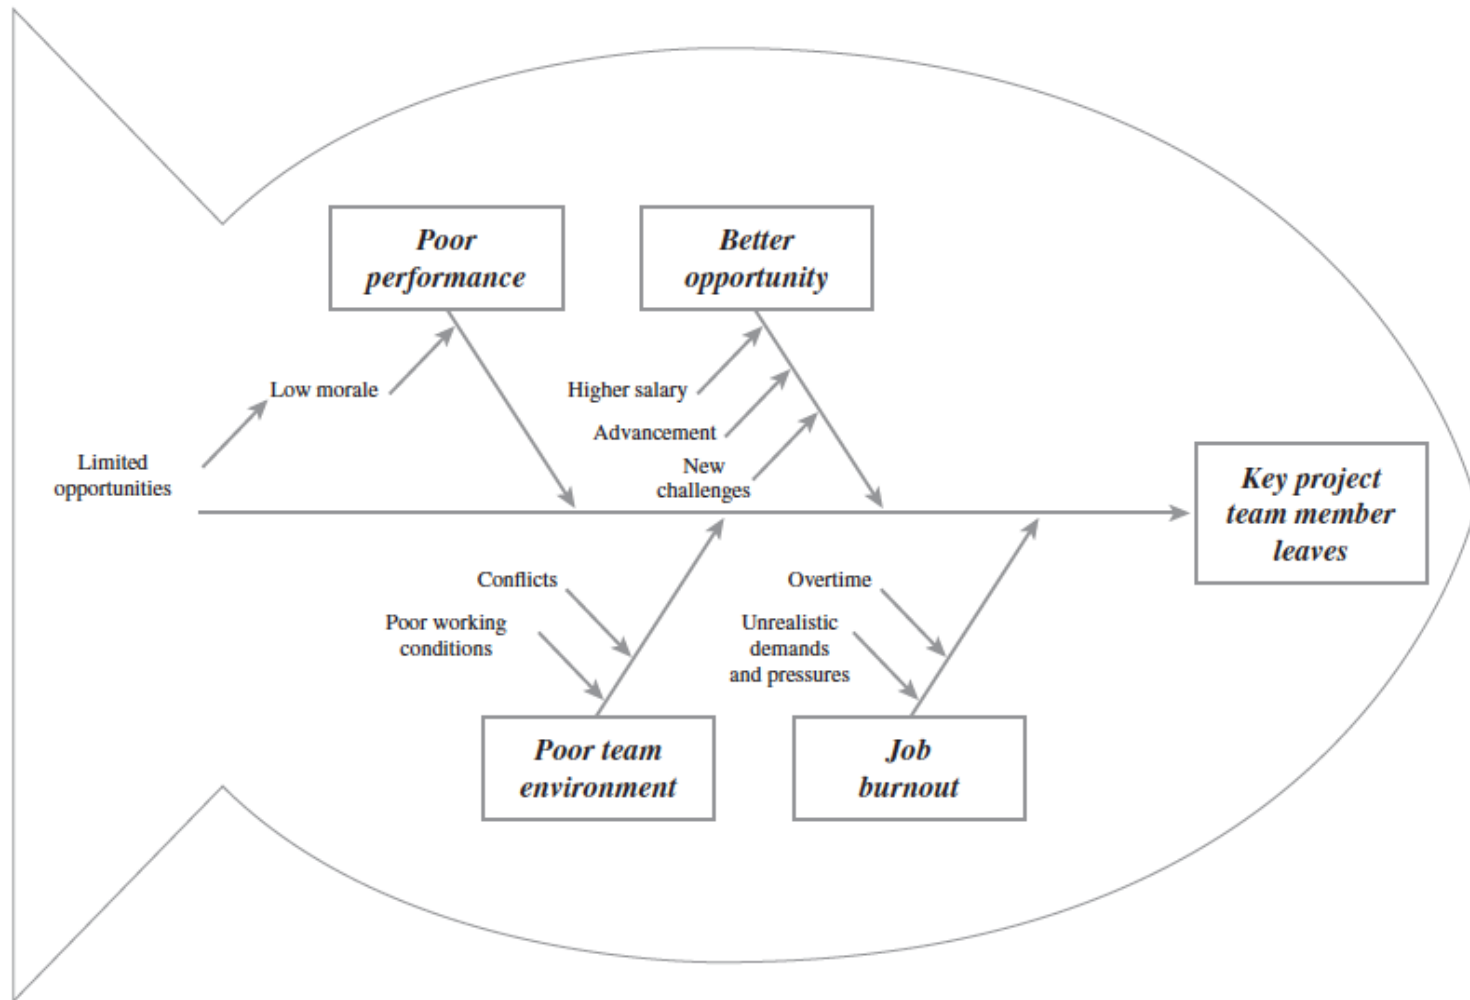 Poor
performance
Better
opportunity
Low morale
Higher salary
Advancement
Limited
opportunities
New
challenges
Key project
team member
leaves
Conflicts
Poor working
conditions
Overtime
Unrealistic
demands
and pressures
Poor team
environment
Job
burnout